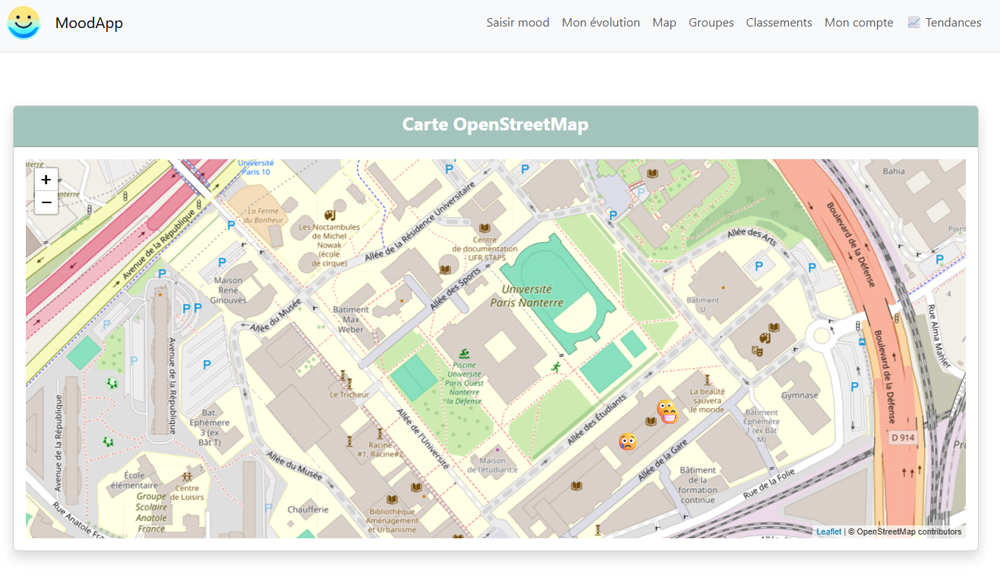 MoodApp
Saisir mood Mon évolution Map Groupes Classements Mon compte Tendances
Carte OpenStreetMap
+
−
Université
Paris 10
La Ferme
du Bonheur
Les Noctambules
de Michel
Nowak
(école
de cirque)
Allée de la Résidence Universitaire
Centre
de documentation
UFR STAPS
Bahia
Boulevard de la Défense
Allée des Arts
Avenue de la République
Maison
René
Ginouvès
Allée des Sports
Université
Paris Nanterre
Bâtiment
U
4
Allée du Musée
Batiment
Max
Weber
Rue Alma Mahler
Avenue de la République
Piscine
Université
Paris Ouest
Nanterre
la Défense
Boulevard de la Défense
Le Tricheur
La beauté
sauvera
le monde
Gymnase
Avenue de la République
Bat.
Ephémère
3 (ex
Bât T)
Allée de l'Université
Allée des Étudiants
Bâtiment
Ephémère
1 (ex Bât
M)
D 914
Racine
#1, Racine#2
Maison
de l'étudiant.e
Allée de la Gare
Allée du Musée
École
élémentaire
Groupe
Scolaire
Anatole
France
7
Centre
de Loisirs
Bâtiment
de la
formation
continue
Rue de la Folie
Chaufferie
Bibliothèque
Aménagement
et Urbanisme
Rue Anatole Fra
Leaflet | © OpenStreetMap contributors